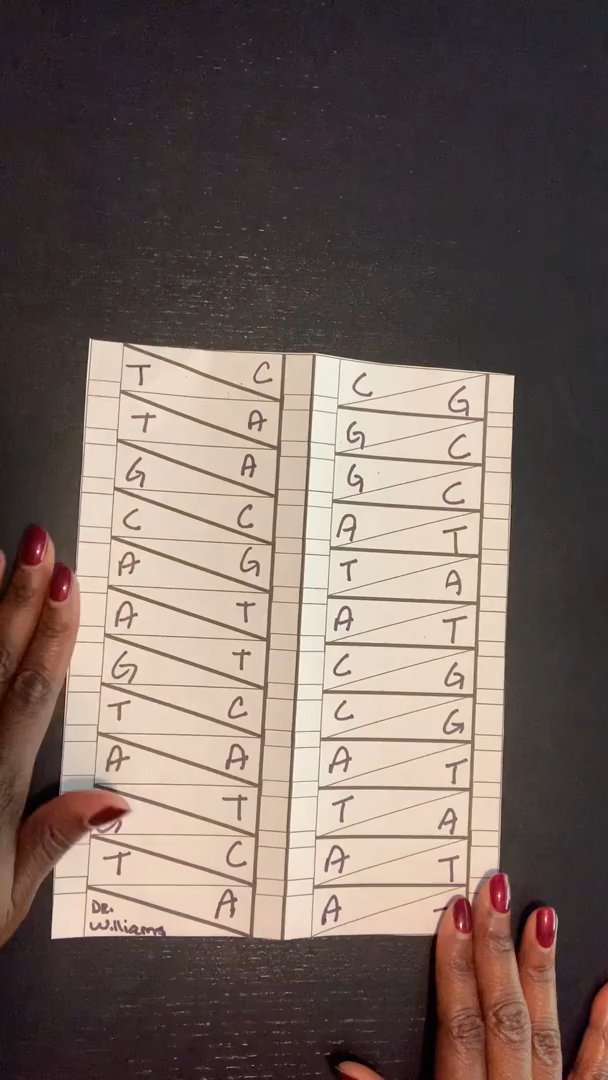 T C C G
T A G C
G A G C
C C A T
A G T A
A T A T
G T C G
T C C G
A A A T
T T A
T C A T
DR. A A
Williams